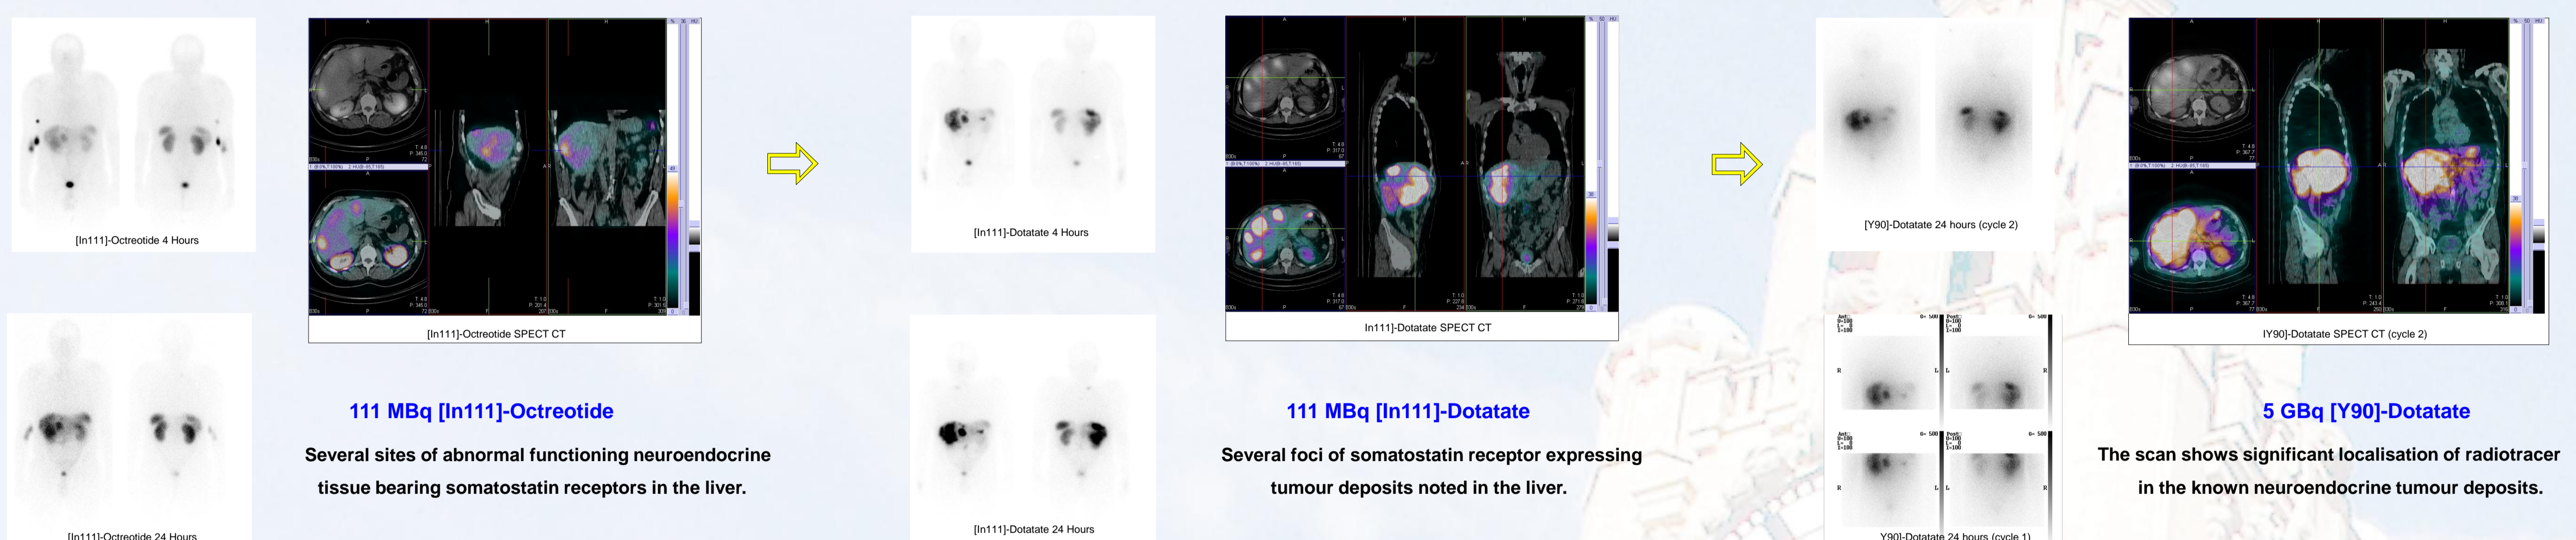 [In111]-Octreotide 4 Hours
[In111]-Octreotide SPECT CT
[In111]-Octreotide 24 Hours
111 MBq [In111]-Octreotide
Several sites of abnormal functioning neuroendocrine
tissue bearing somatostatin receptors in the liver.
[In111]-Dotatate 4 Hours
In111]-Dotatate SPECT CT
[In111]-Dotatate 24 Hours
111 MBq [In111]-Dotatate
Several foci of somatostatin receptor expressing
tumour deposits noted in the liver.
[Y90]-Dotatate 24 hours (cycle 2)
IY90]-Dotatate SPECT CT (cycle 2)
Y90]-Dotatate 24 hours (cycle 1)
5 GBq [Y90]-Dotatate
The scan shows significant localisation of radiotracer
in the known neuroendocrine tumour deposits.